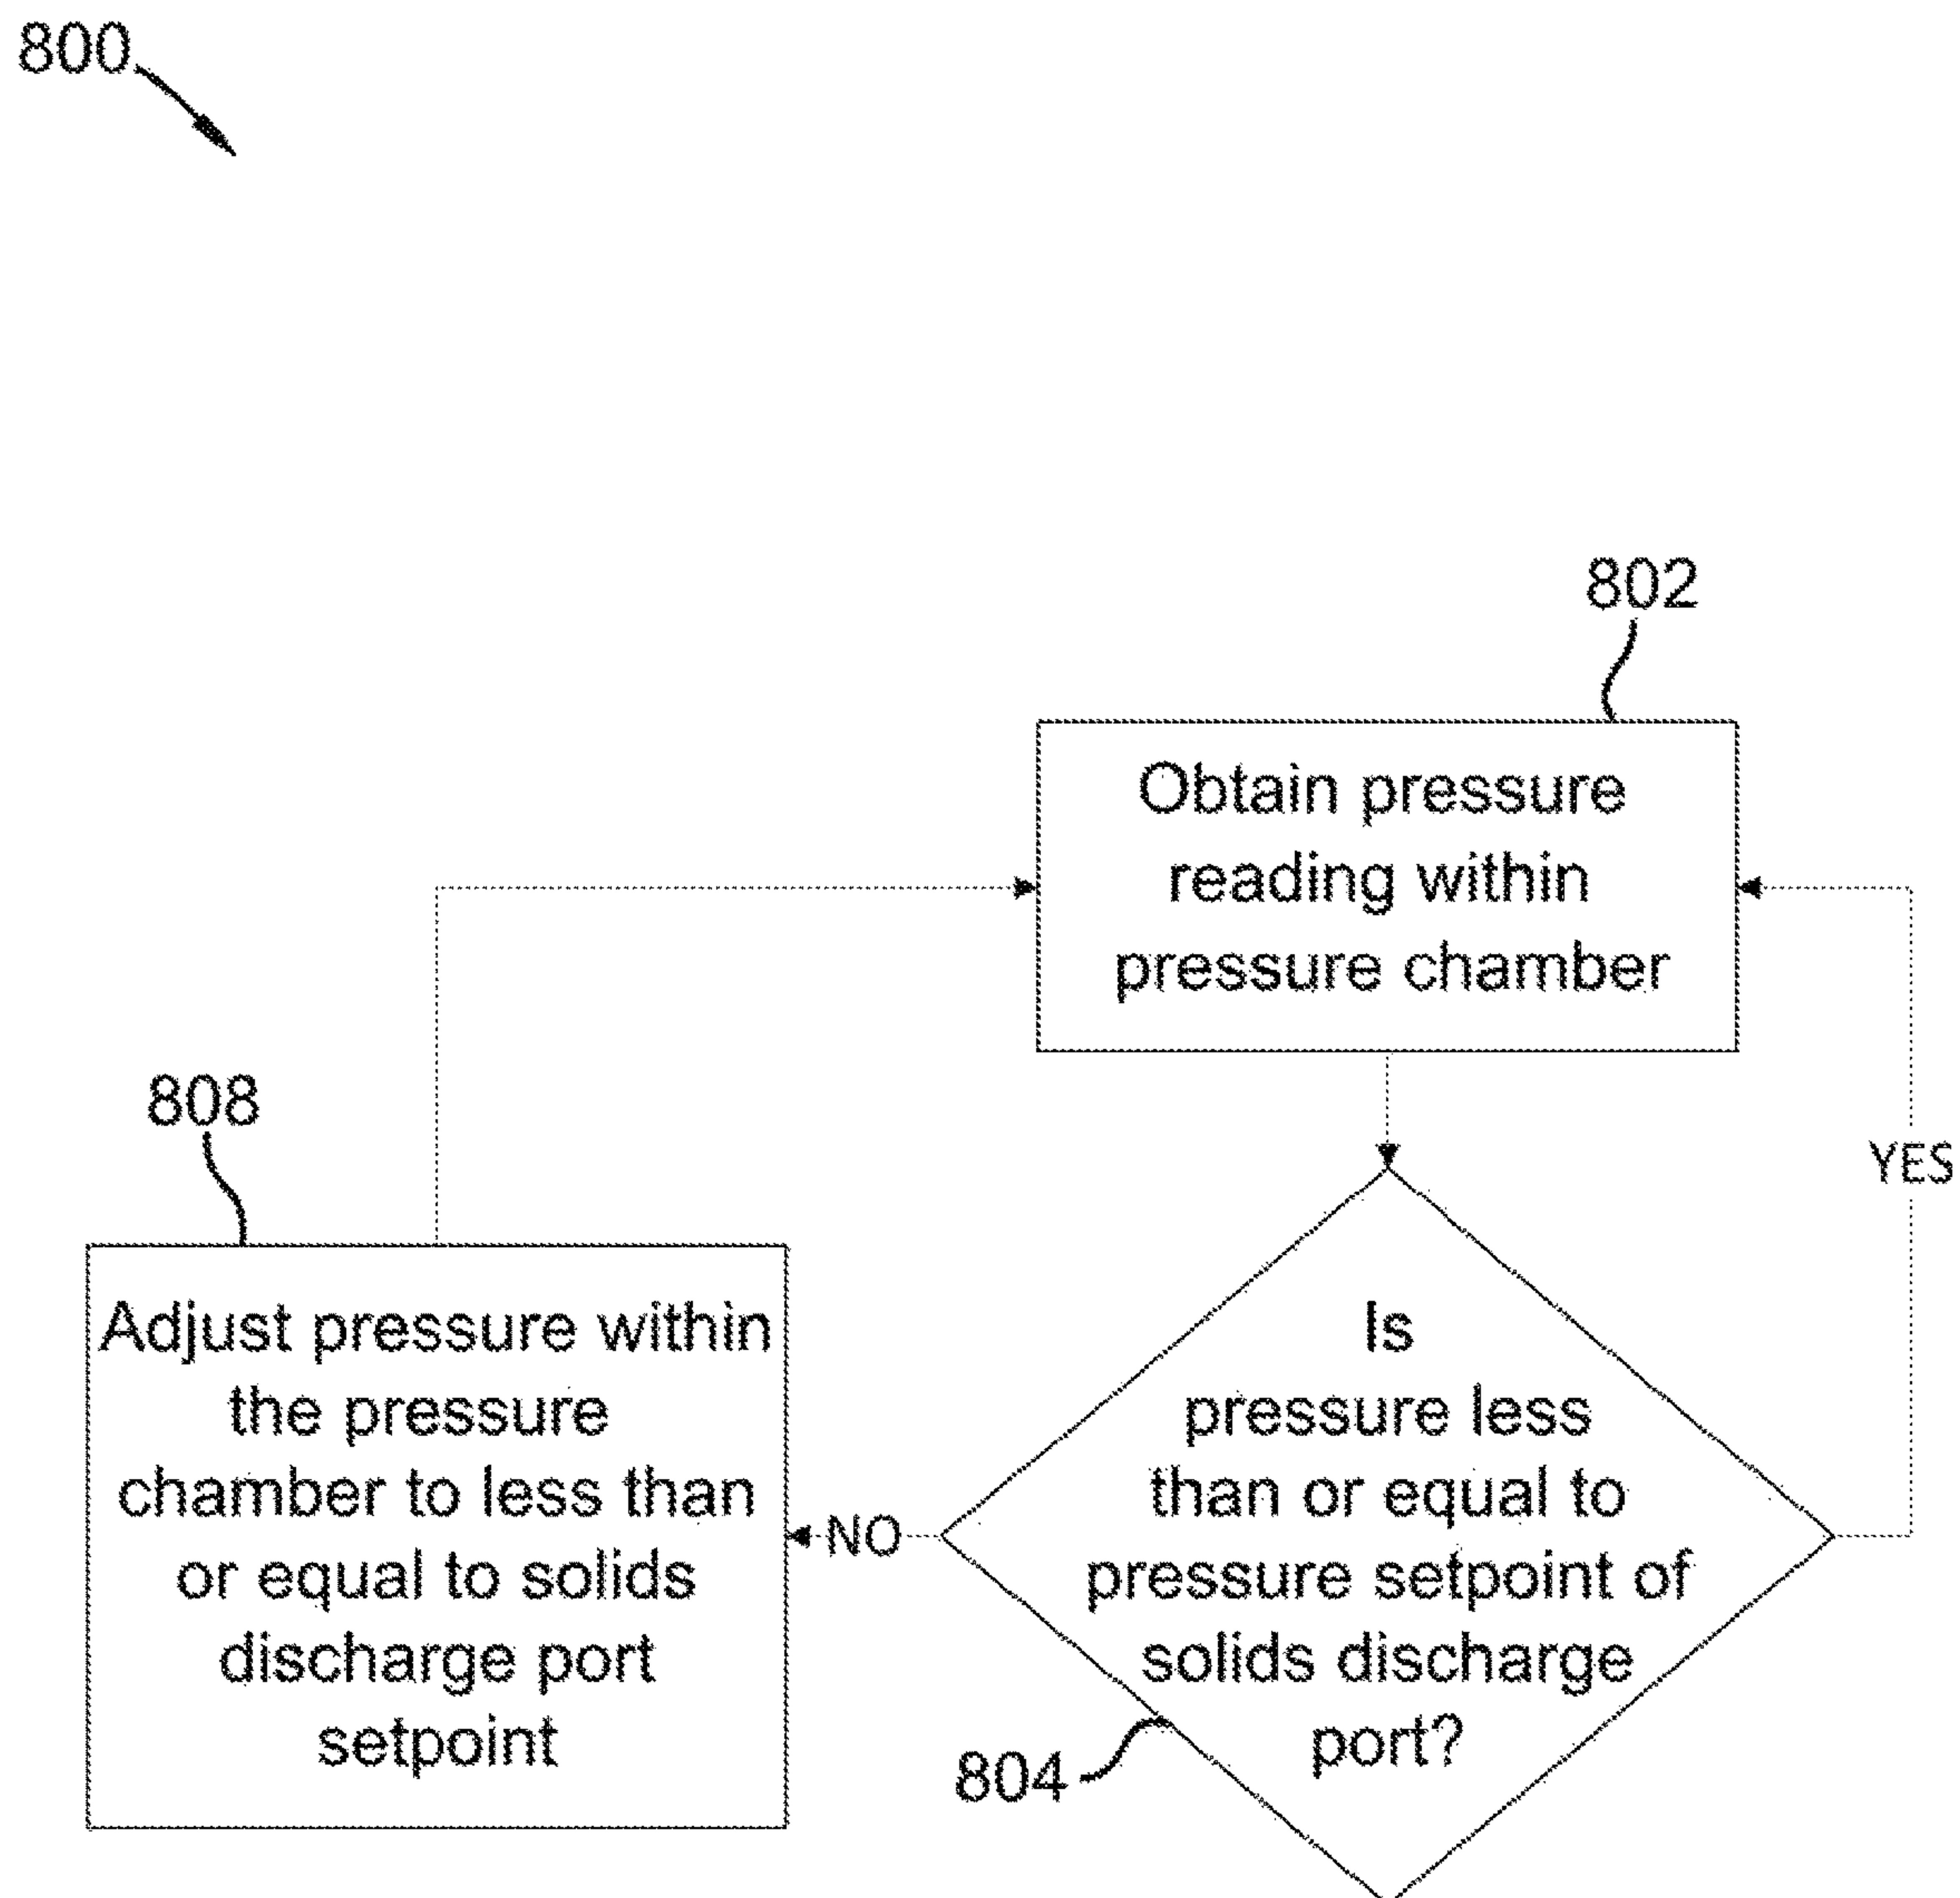 800
802
Obtain pressure
reading within
pressure chamber
YES
808
Adjust pressure within
the pressure
chamber to less than
or equal to solids
discharge port
setpoint
NO
Is
pressure less
than or equal to
pressure setpoint of
solids discharge
port?
804